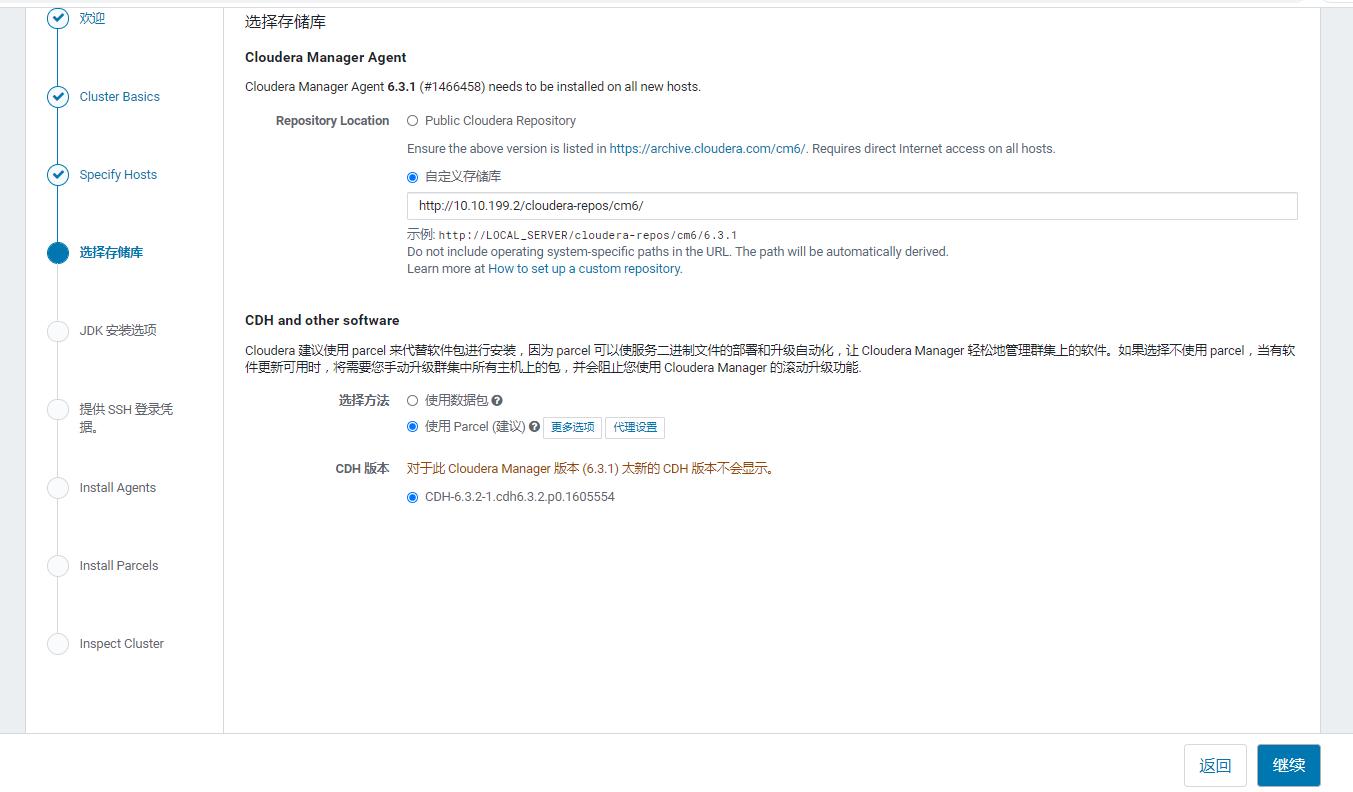 欢迎
Cluster Basics
Specify Hosts
选择存储库
JDK 安装选项
提供 SSH 登录凭
据。
Install Agents
Install Parcels
Inspect Cluster
选择存储库
Cloudera Manager Agent
Cloudera Manager Agent 6.3.1 (#1466458) needs to be installed on all new hosts.
Repository Location Public Cloudera Repository
Ensure the above version is listed in https://archive.cloudera.com/cm6/. Requires direct Internet access on all hosts.
自定义存储库
http://10.10.199.2/cloudera-repos/cm6/
示例: http://LOCAL_SERVER/cloudera-repos/cm6/6.3.1
Do not include operating system-specific paths in the URL. The path will be automatically derived.
Learn more at How to set up a custom repository.
CDH and other software
Cloudera 建议使用 parcel 来代替软件包进行安装，因为 parcel 可以使服务二进制文件的部署和升级自动化，让 Cloudera Manager 轻松地管理群集上的软件。如果选择不使用 parcel，当有软
件更新可用时，将需要您手动升级群集中所有主机上的包，并会阻止您使用 Cloudera Manager 的滚动升级功能.
选择方法 使用数据包
使用 Parcel (建议) 更多选项 代理设置
CDH 版本 对于此 Cloudera Manager 版本 (6.3.1) 太新的 CDH 版本不会显示。
CDH-6.3.2-1.cdh6.3.2.p0.1605554
返回 继续